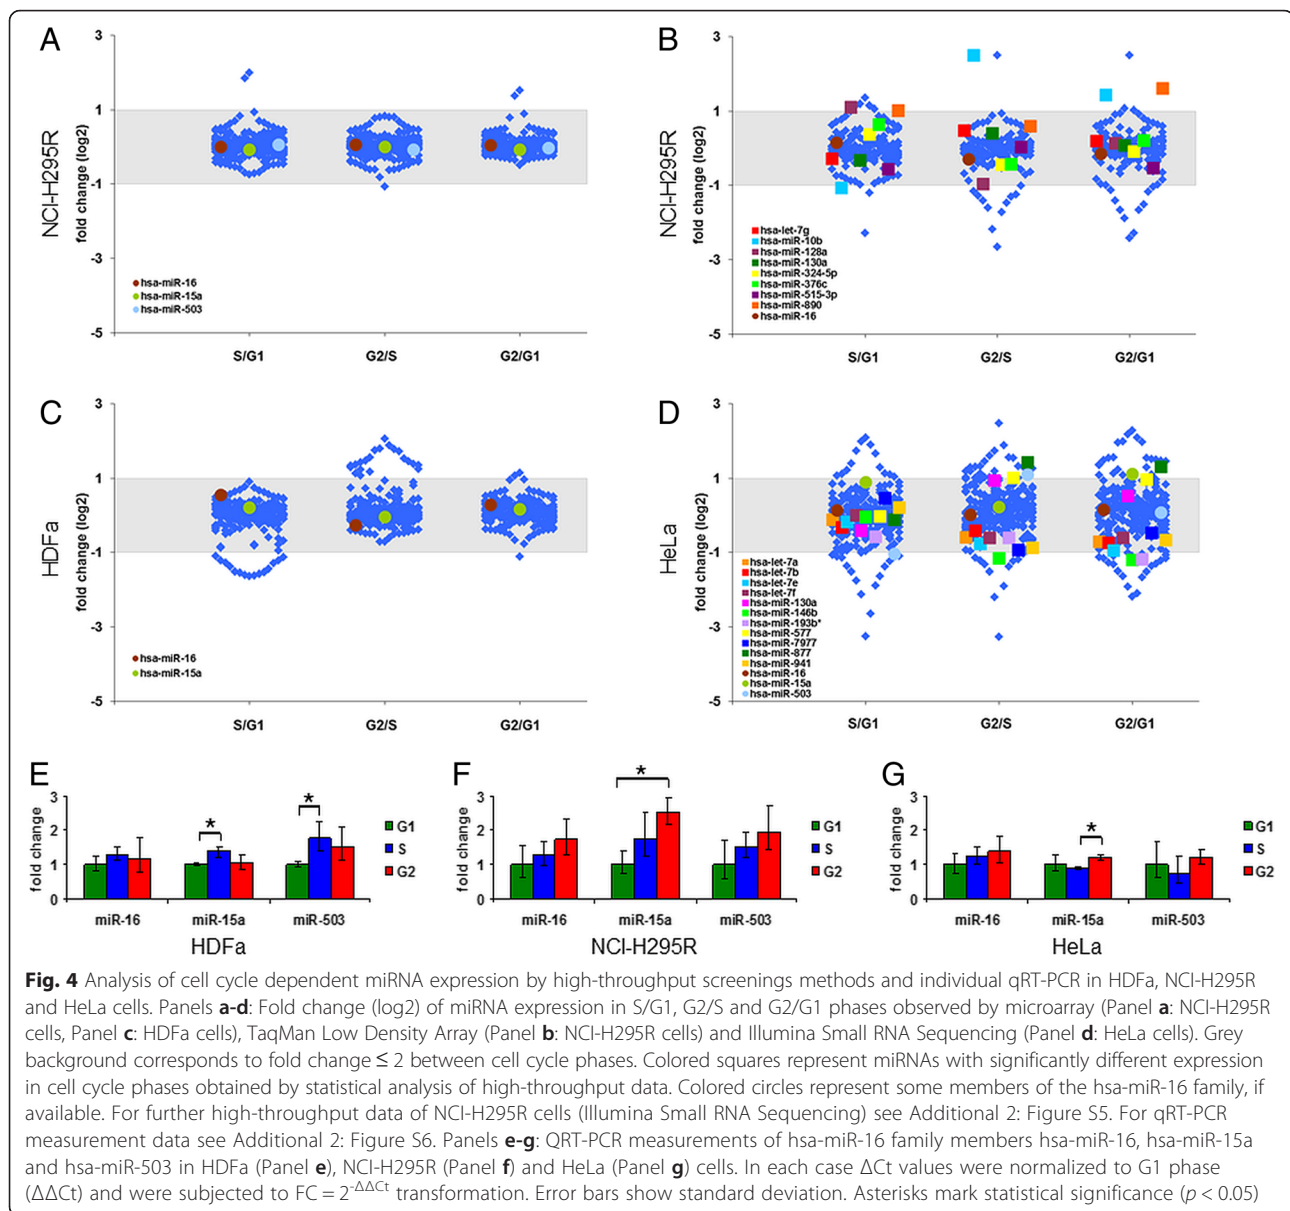 A
3
1
-1
-3
-5
NCI-H295R
fold change (log2)
hsa-miR-16
hsa-miR-15a
hsa-miR-503
S/G1 G2/S G2/G1
B
3
1
-1
-3
-5
NCI-H295R
fold change (log2)
hsa-let-7g
hsa-miR-10b
hsa-miR-128a
hsa-miR-130a
hsa-miR-324-5p
hsa-miR-376c
hsa-miR-515-3p
hsa-miR-890
hsa-miR-16
S/G1 G2/S G2/G1
C
3
1
-1
-3
-5
HDFa
fold change (log2)
hsa-miR-16
hsa-miR-15a
S/G1 G2/S G2/G1
D
3
1
-1
-3
-5
HeLa
fold change (log2)
hsa-let-7a
hsa-let-7b
hsa-let-7e
hsa-let-7f
hsa-miR-130a
hsa-miR-146b
hsa-miR-193b*
hsa-miR-577
hsa-miR-7977
hsa-miR-877
hsa-miR-941
hsa-miR-16
hsa-miR-15a
hsa-miR-503
S/G1 G2/S G2/G1
E
3
2
1
0
fold change
* *
G1
S
G2
miR-16 miR-15a miR-503
HDFa
F
3
2
1
0
fold change
*
G1
S
G2
miR-16 miR-15a miR-503
NCI-H295R
G
3
2
1
0
fold change
*
G1
S
G2
miR-16 miR-15a miR-503
HeLa
Fig. 4 Analysis of cell cycle dependent miRNA expression by high-throughput screenings methods and individual qRT-PCR in HDFa, NCI-H295R
and HeLa cells. Panels a-d: Fold change (log2) of miRNA expression in S/G1, G2/S and G2/G1 phases observed by microarray (Panel a: NCI-H295R
cells, Panel c: HDFa cells), TaqMan Low Density Array (Panel b: NCI-H295R cells) and Illumina Small RNA Sequencing (Panel d: HeLa cells). Grey
background corresponds to fold change ≤ 2 between cell cycle phases. Colored squares represent miRNAs with significantly different expression
in cell cycle phases obtained by statistical analysis of high-throughput data. Colored circles represent some members of the hsa-miR-16 family, if
available. For further high-throughput data of NCI-H295R cells (Illumina Small RNA Sequencing) see Additional 2: Figure S5. For qRT-PCR
measurement data see Additional 2: Figure S6. Panels e-g: QRT-PCR measurements of hsa-miR-16 family members hsa-miR-16, hsa-miR-15a
and hsa-miR-503 in HDFa (Panel e), NCI-H295R (Panel f) and HeLa (Panel g) cells. In each case ΔCt values were normalized to G1 phase
(ΔΔCt) and were subjected to FC = 2^-ΔΔCt transformation. Error bars show standard deviation. Asterisks mark statistical significance (p < 0.05)